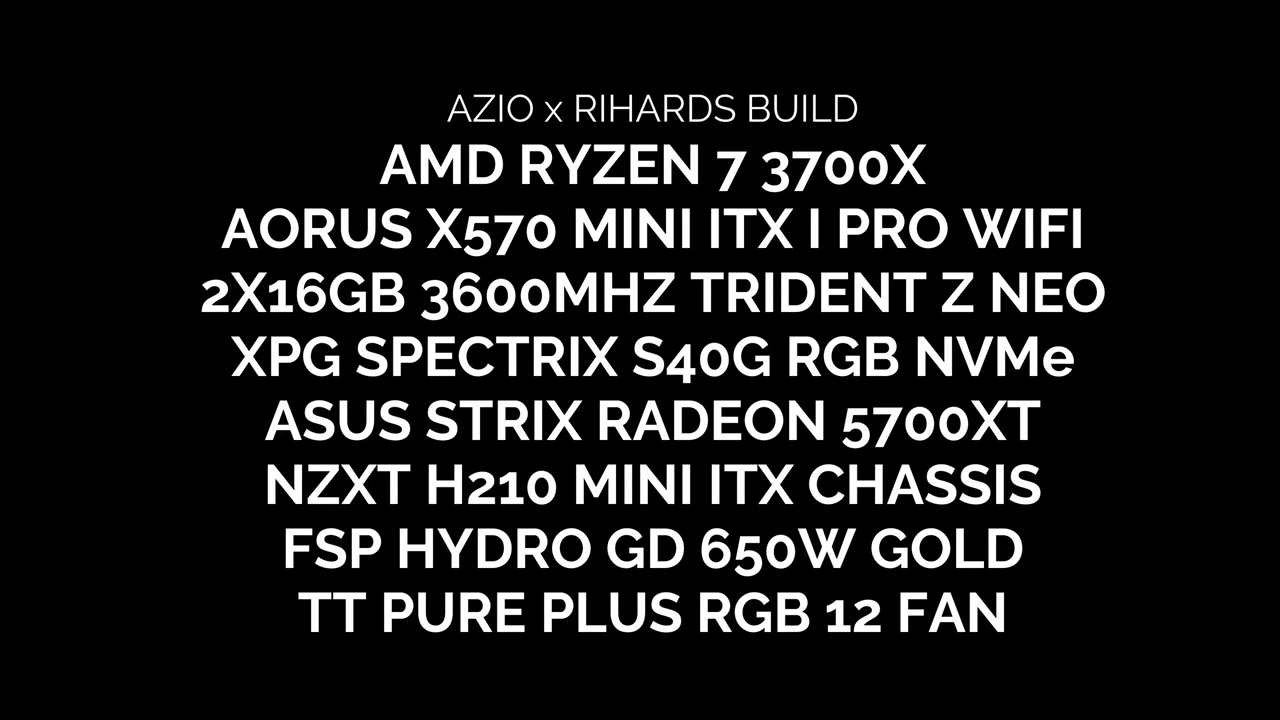 AZIO x RIHARDS BUILD
AMD RYZEN 7 3700X
AORUS X570 MINI ITX I PRO WIFI
2X16GB 3600MHZ TRIDENT Z NEO
XPG SPECTRIX S40G RGB NVMe
ASUS STRIX RADEON 5700XT
NZXT H210 MINI ITX CHASSIS
FSP HYDRO GD 650W GOLD
TT PURE PLUS RGB 12 FAN